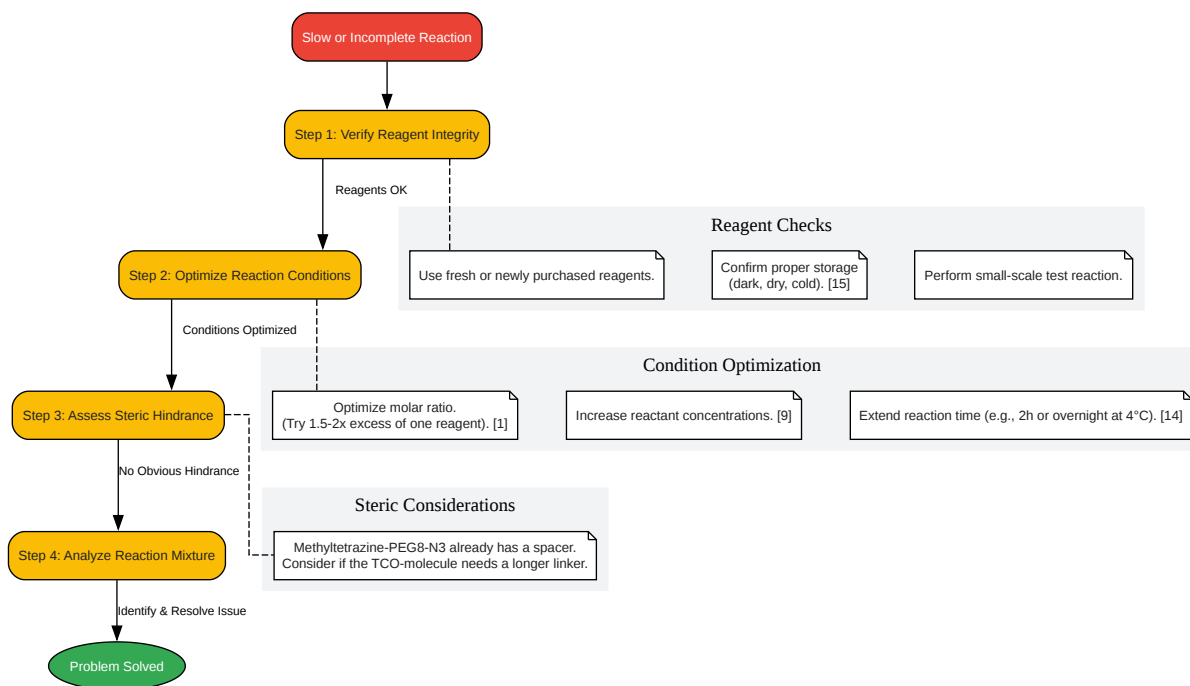 Slow or Incomplete Reaction
Step 1: Verify Reagent Integrity
Reagents OK
Reagent Checks
Use fresh or newly purchased reagents.
Confirm proper storage
(dark, dry, cold). [15]
Perform small-scale test reaction.
Step 2: Optimize Reaction Conditions
Conditions Optimized
Condition Optimization
Optimize molar ratio.
(Try 1.5-2x excess of one reagent). [1]
Increase reactant concentrations. [9]
Extend reaction time (e.g., 2h or overnight at 4°C). [14]
Step 3: Assess Steric Hindrance
No Obvious Hindrance
Steric Considerations
Methyltetrazine-PEG8-N3 already has a spacer.
Consider if the TCO-molecule needs a longer linker.
Step 4: Analyze Reaction Mixture
Identify & Resolve Issue
Problem Solved